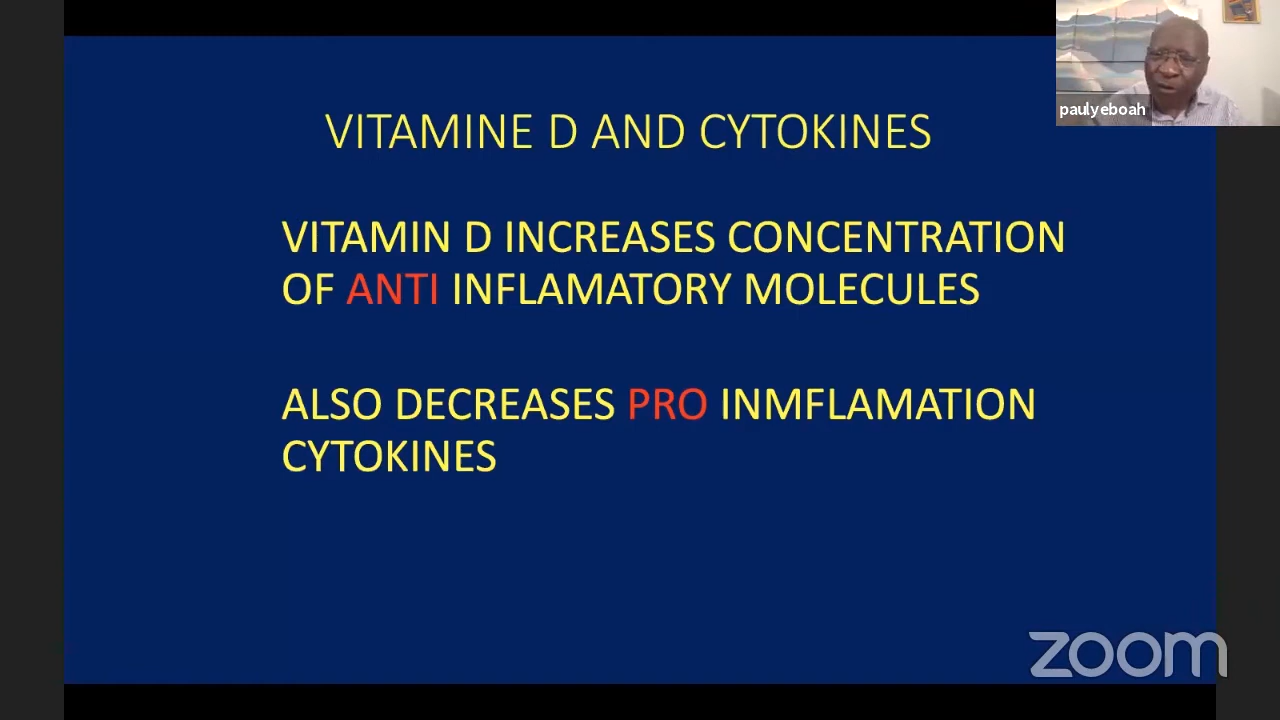 paulyeboah
VITAMINE D AND CYTOKINES
VITAMIN D INCREASES CONCENTRATION
OF ANTI INFLAMATORY MOLECULES
ALSO DECREASES PRO INMFLAMATION
CYTOKINES
zoom